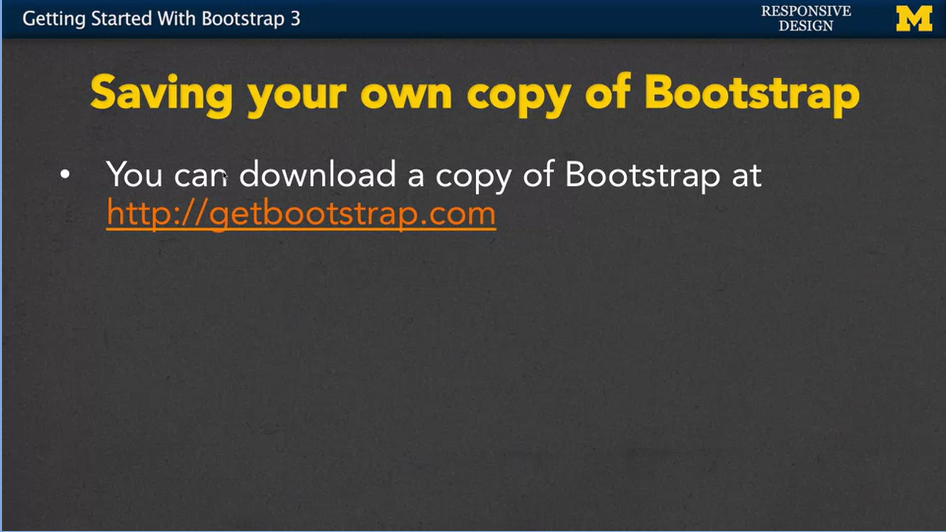 Getting Started With Bootstrap 3
RESPONSIVE
DESIGN
M
Saving your own copy of Bootstrap
• You can download a copy of Bootstrap at
http://getbootstrap.com